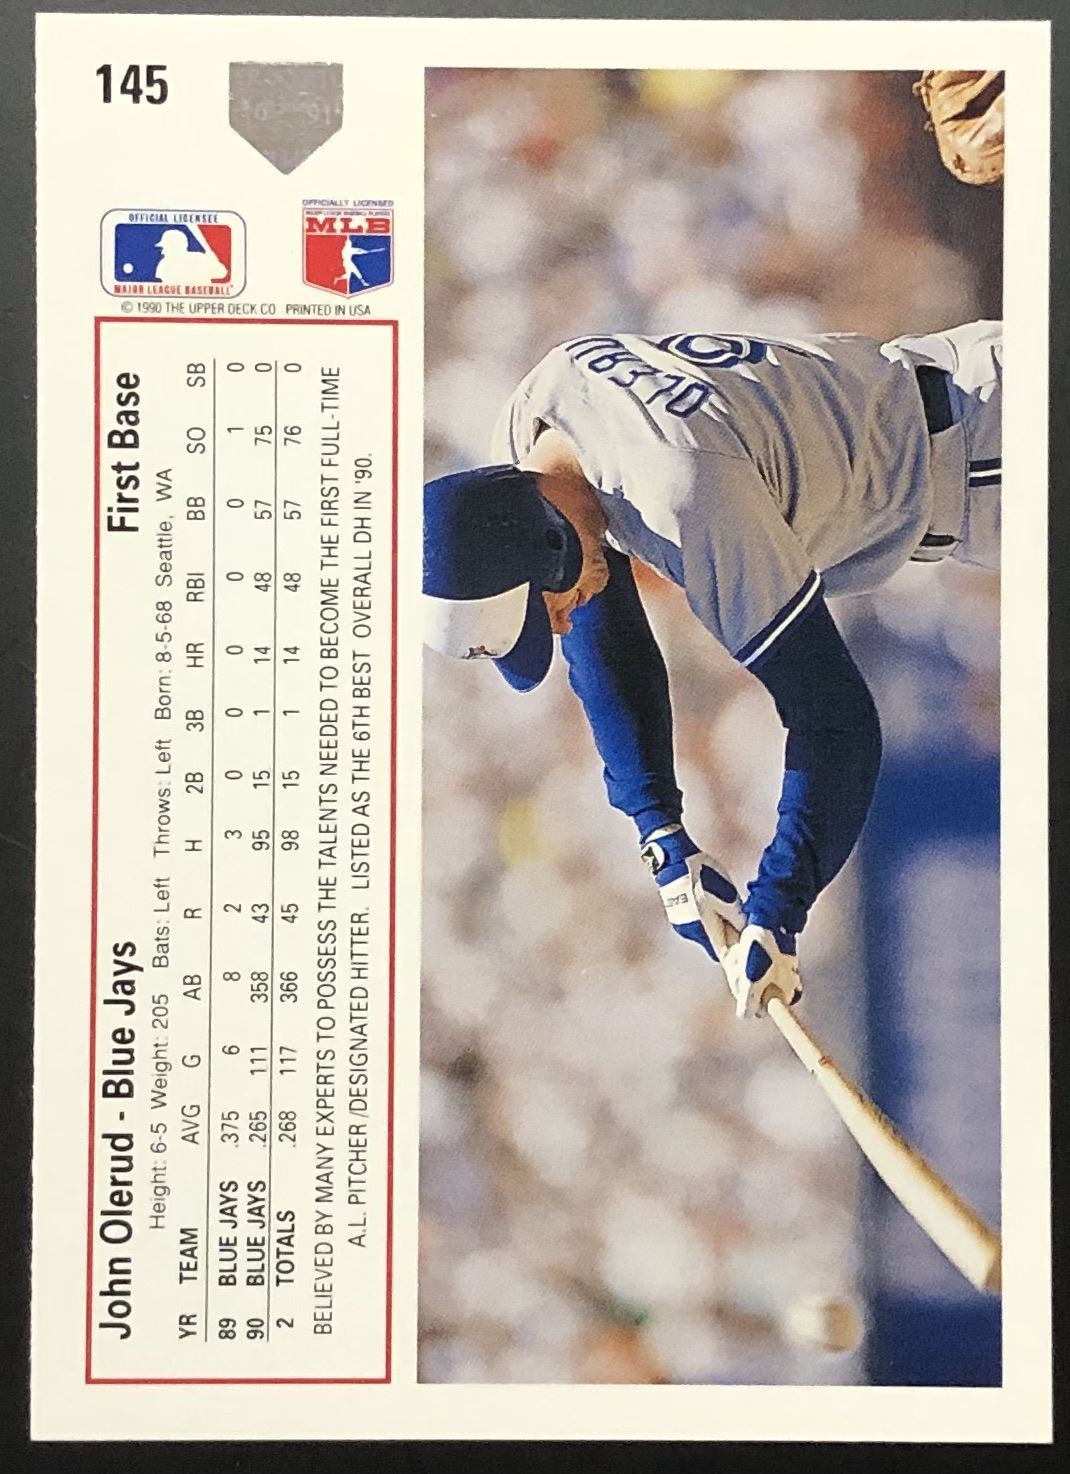 145
OFFICIAL LICENSEE
MAJOR LEAGUE BASEBALL
OFFICIALLY LICENSED
MAJOR LEAGUE BASEBALL PLAYERS
MLB
© 1990 THE UPPER DECK CO PRINTED IN USA
John Olerud - Blue Jays First Base
Height: 6-5 Weight: 205 Bats: Left Throws: Left Born: 8-5-68 Seattle, WA
YR TEAM AVG G AB R H 2B 3B HR RBI BB SO SB
89 BLUE JAYS .375 6 8 2 3 0 0 0 0 0 1 0
90 BLUE JAYS .265 111 358 43 95 15 1 14 48 57 75 0
2 TOTALS .268 117 366 45 98 15 1 14 48 57 76 0
BELIEVED BY MANY EXPERTS TO POSSESS THE TALENTS NEEDED TO BECOME THE FIRST FULL-TIME
A.L. PITCHER/DESIGNATED HITTER. LISTED AS THE 6TH BEST OVERALL DH IN '90.
OLERU